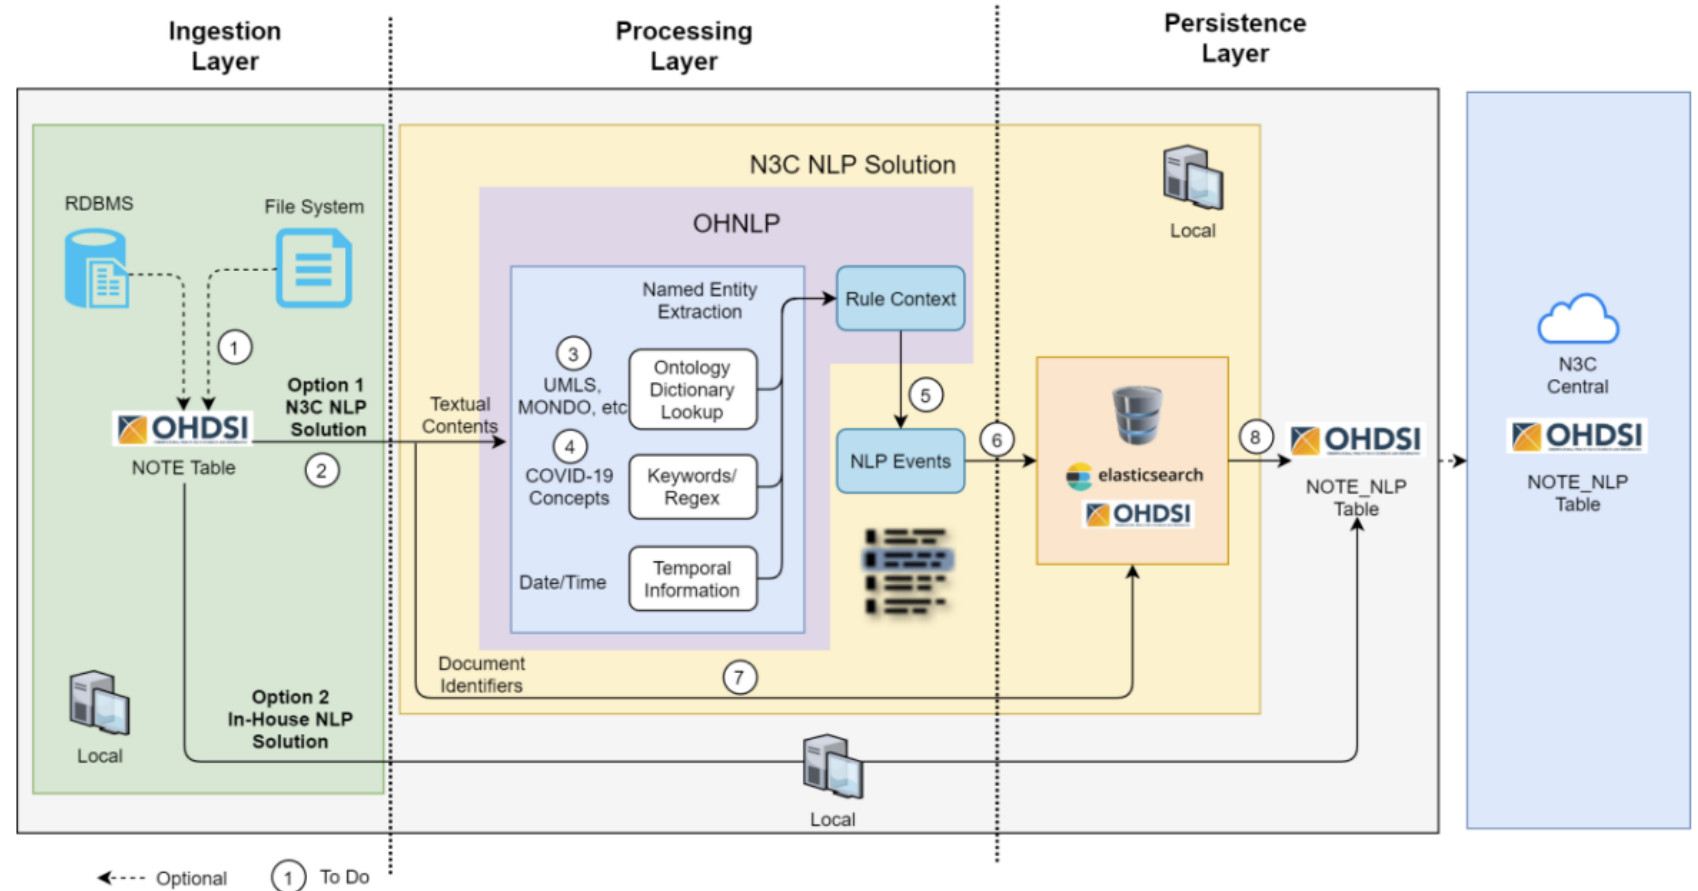 Ingestion
Layer
Processing
Layer
Persistence
Layer
RDBMS
File System
1
OHDSI
NOTE Table
Option 1
N3C NLP
Solution
2
Local
Option 2
In-House NLP
Solution
N3C NLP Solution
OHNLP
Textual
Contents
Named Entity
Extraction
3
UMLS,
MONDO, etc
Ontology
Dictionary
Lookup
4
COVID-19
Concepts
Keywords/
Regex
Date/Time
Temporal
Information
Rule Context
5
NLP Events
6
Document
Identifiers
7
Local
Local
elasticsearch
OHDSI
8
OHDSI
NOTE_NLP
Table
N3C
Central
OHDSI
NOTE_NLP
Table
Optional
1
To Do